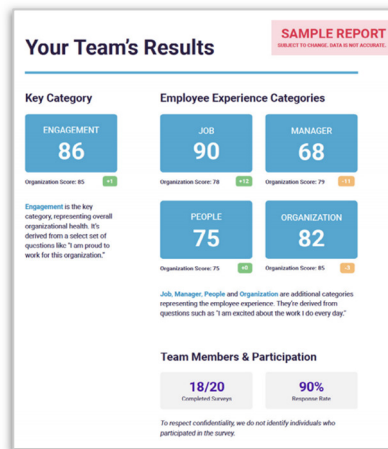 Your Team's Results
SAMPLE REPORT
SUBJECT TO CHANGE. DATA IS NOT ACCURATE.
Key Category
ENGAGEMENT
86
Organization Score: 85 +1
Engagement is the key
category, representing overall
organizational health. It's
derived from a select set of
questions like "I am proud to
work for this organization."
Employee Experience Categories
JOB
90
Organization Score: 78 +12
MANAGER
68
Organization Score: 79 -11
PEOPLE
75
Organization Score: 75 +0
ORGANIZATION
82
Organization Score: 85 -3
Job, Manager, People and Organization are additional categories
representing the employee experience. They're derived from
questions such as "I am excited about the work I do every day."
Team Members & Participation
18/20
Completed Surveys
90%
Response Rate
To respect confidentiality, we do not identify individuals who
participated in the survey.